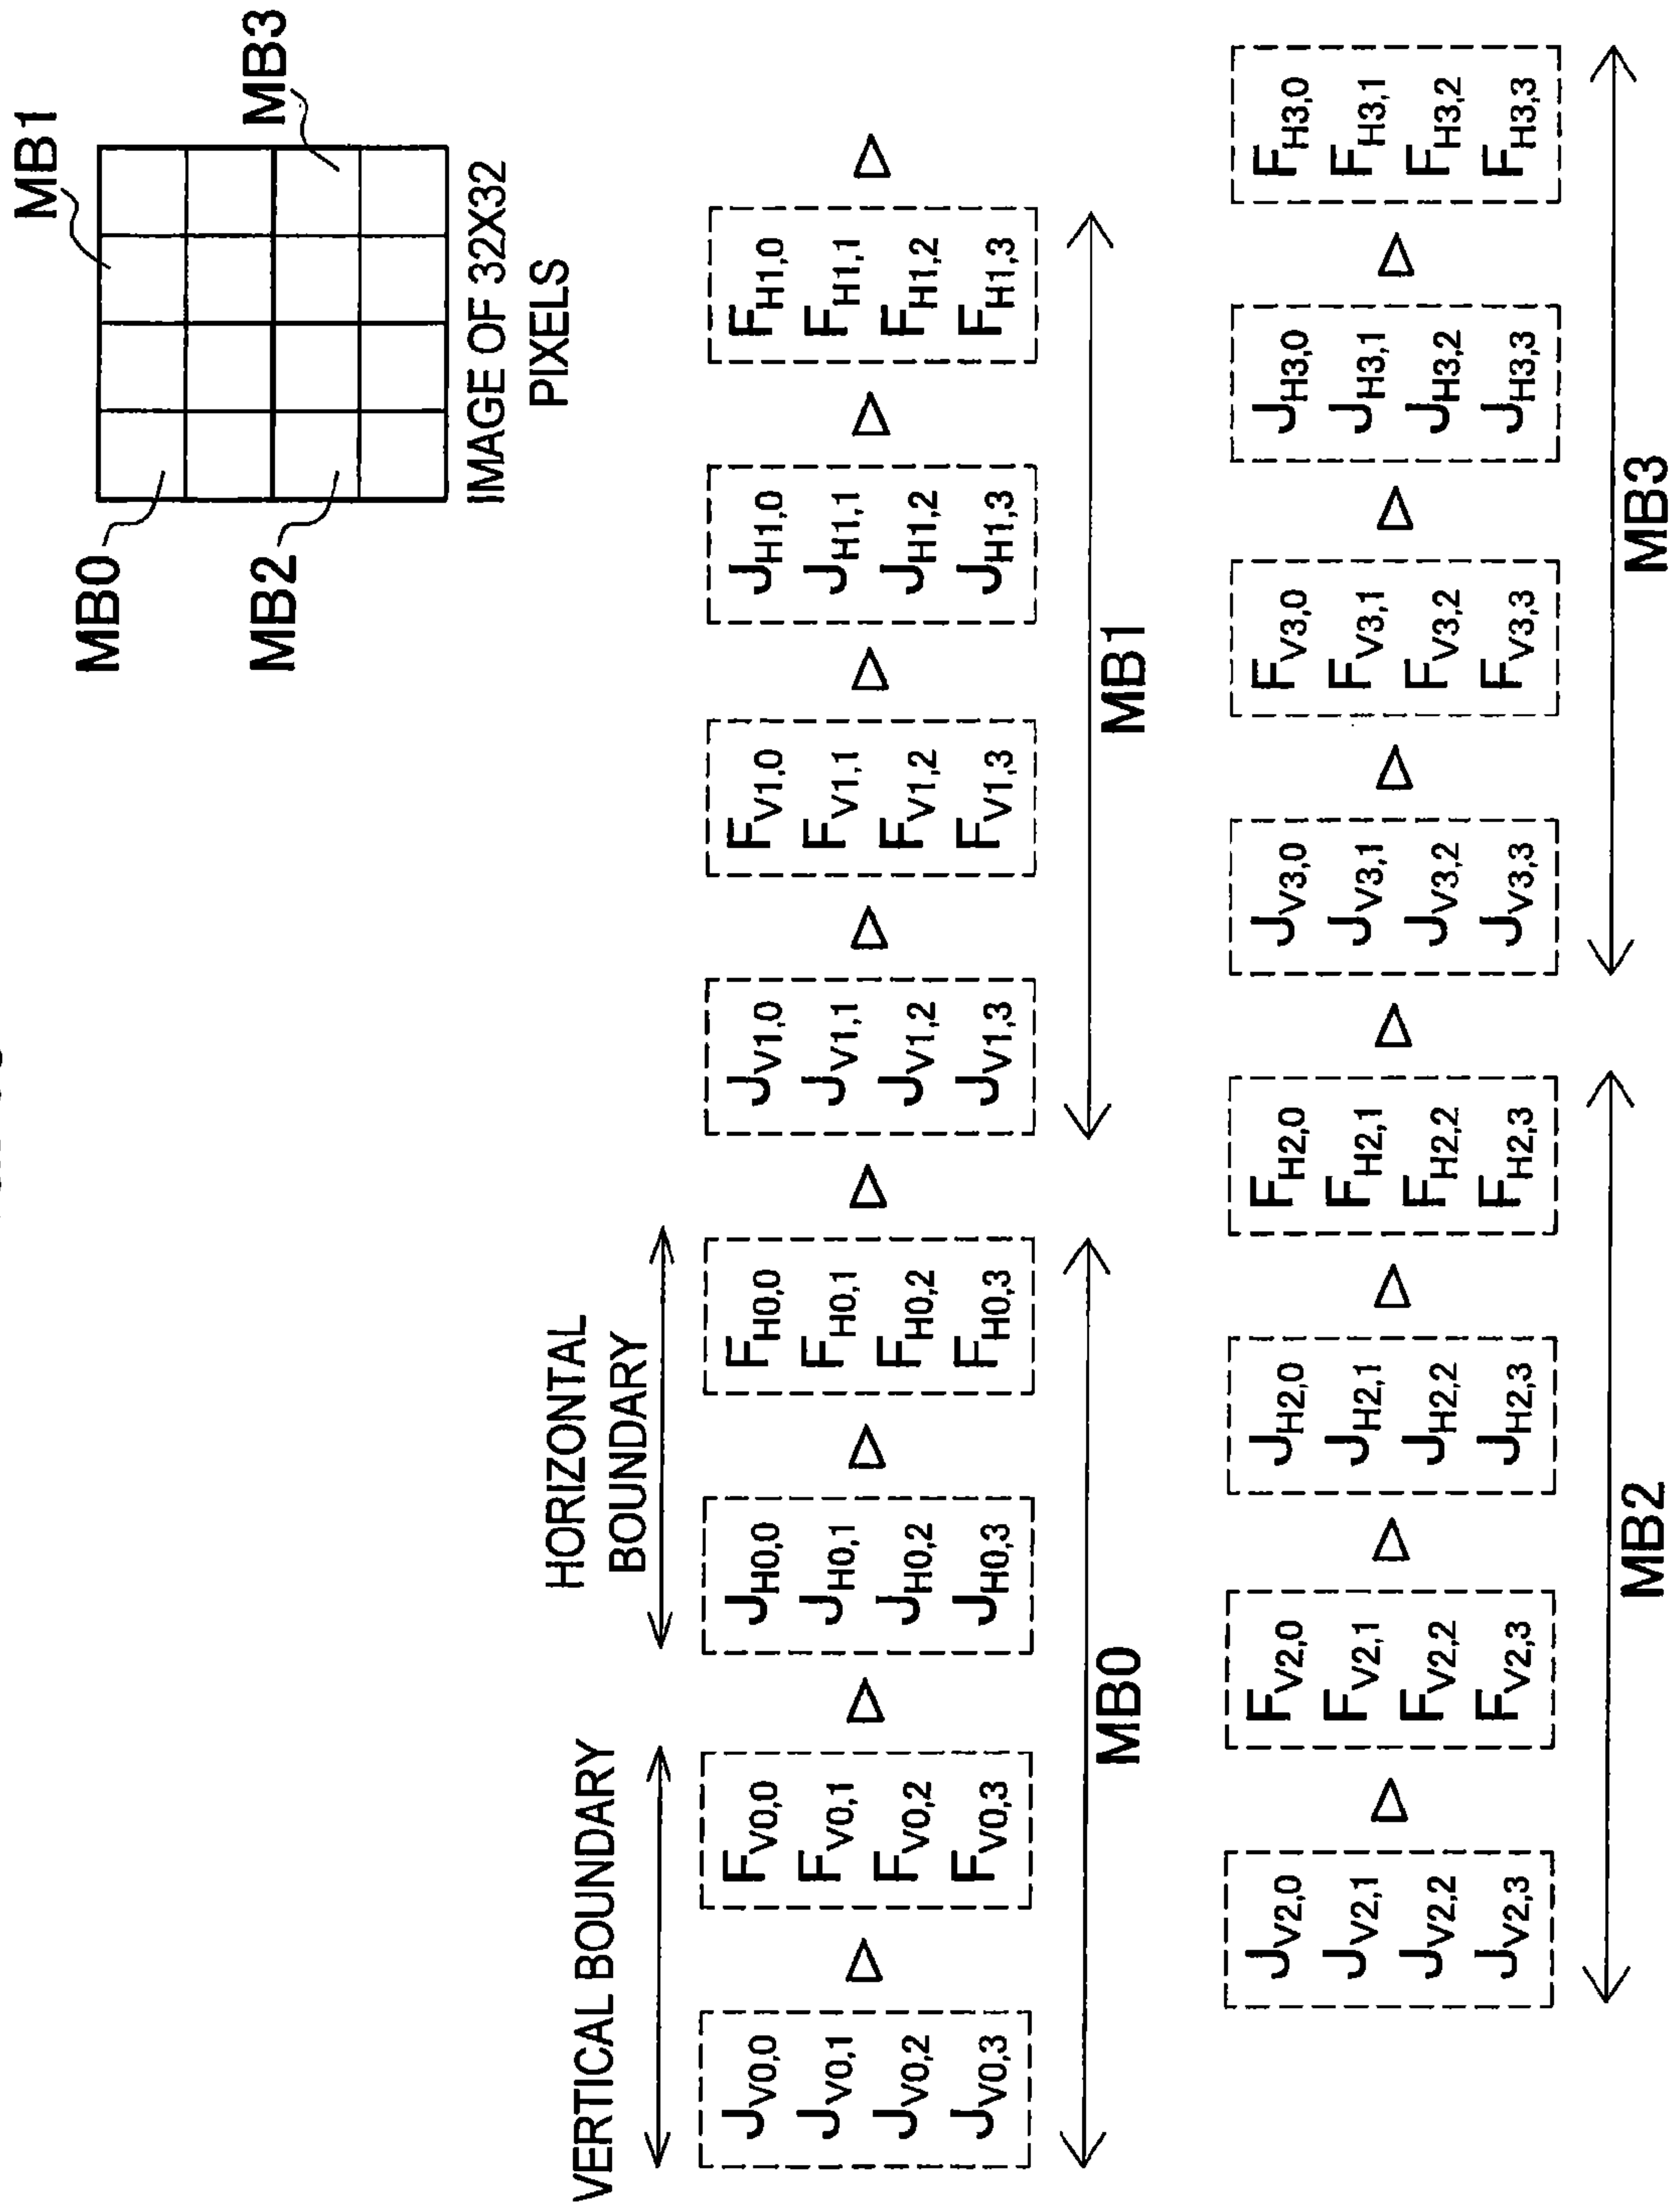 MB0
MB1
MB2
MB3
IMAGE OF 32X32
PIXELS
VERTICAL BOUNDARY
HORIZONTAL
BOUNDARY
JV0,0 FV0,0 JH0,0 FH0,0 JV1,0 FV1,0 JH1,0 FH1,0
JV0,1 FV0,1 JH0,1 FH0,1 JV1,1 FV1,1 JH1,1 FH1,1
JV0,2 FV0,2 JH0,2 FH0,2 JV1,2 FV1,2 JH1,2 FH1,2
JV0,3 FV0,3 JH0,3 FH0,3 JV1,3 FV1,3 JH1,3 FH1,3
MB0 MB1
JV2,0 FV2,0 JH2,0 FH2,0 JV3,0 FV3,0 JH3,0 FH3,0
JV2,1 FV2,1 JH2,1 FH2,1 JV3,1 FV3,1 JH3,1 FH3,1
JV2,2 FV2,2 JH2,2 FH2,2 JV3,2 FV3,2 JH3,2 FH3,2
JV2,3 FV2,3 JH2,3 FH2,3 JV3,3 FV3,3 JH3,3 FH3,3
MB2 MB3